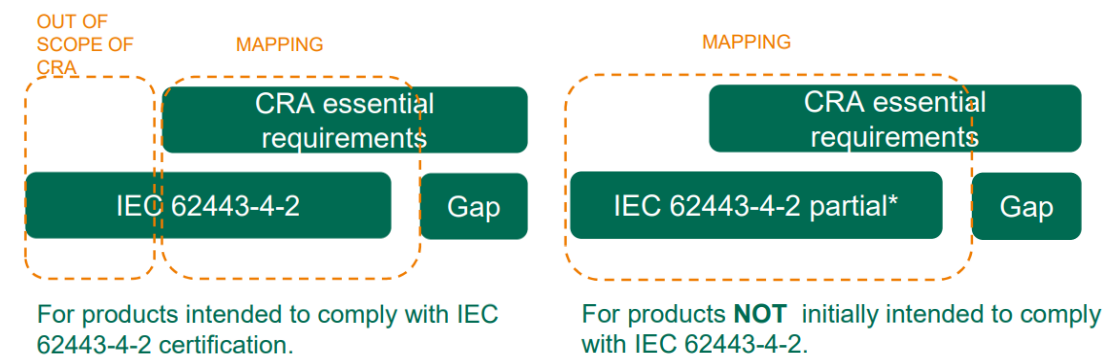 OUT OF
SCOPE OF
CRA
MAPPING
CRA essential
requirements
IEC 62443-4-2
Gap
For products intended to comply with IEC
62443-4-2 certification.
MAPPING
CRA essential
requirements
IEC 62443-4-2 partial*
Gap
For products NOT initially intended to comply
with IEC 62443-4-2.